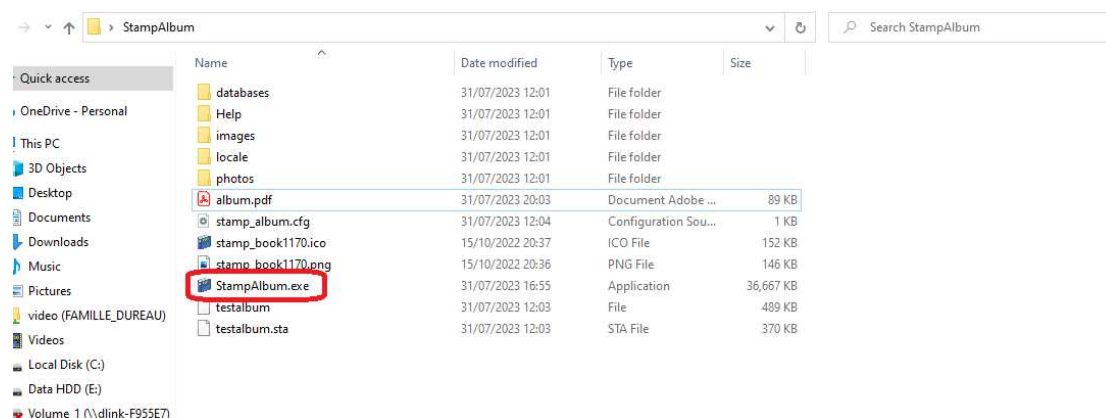 StampAlbum
Search StampAlbum
Name Date modified Type Size
Quick access
OneDrive - Personal
This PC
3D Objects
Desktop
Documents
Downloads
Music
Pictures
video (FAMILLE_DUREAU)
Videos
Local Disk (C:)
Data HDD (E:)
Volume_1 (\\dlink-F955E7)
databases 31/07/2023 12:01 File folder
Help 31/07/2023 12:01 File folder
images 31/07/2023 12:01 File folder
locale 31/07/2023 12:01 File folder
photos 31/07/2023 12:01 File folder
album.pdf 31/07/2023 20:03 Document Adobe ... 89 KB
stamp_album.cfg 31/07/2023 12:04 Configuration Sou... 1 KB
stamp_book1170.ico 15/10/2022 20:37 ICO File 152 KB
stamp_book1170.png 15/10/2022 20:36 PNG File 146 KB
StampAlbum.exe 31/07/2023 16:55 Application 36,667 KB
testalbum 31/07/2023 12:03 File 489 KB
testalbum.sta 31/07/2023 12:03 STA File 370 KB